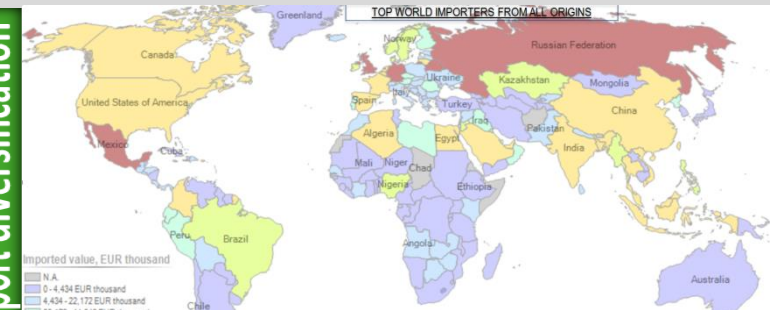 port diversification
TOP WORLD IMPORTERS FROM ALL ORIGINS
Greenland
Norway
Russian Federation
Canada
Ukraine
Kazakhstan
Mongolia
United States of America
Spain
Italy
Turkey
China
Mexico
Cuba
Algeria
Egypt
Iraq
Pakistan
India
Mali
Niger
Chad
Nigeria
Ethiopia
Peru
Brazil
Angola
Australia
Chile
Imported value, EUR thousand
N.A.
0 - 4,434 EUR thousand
4,434 - 22,172 EUR thousand